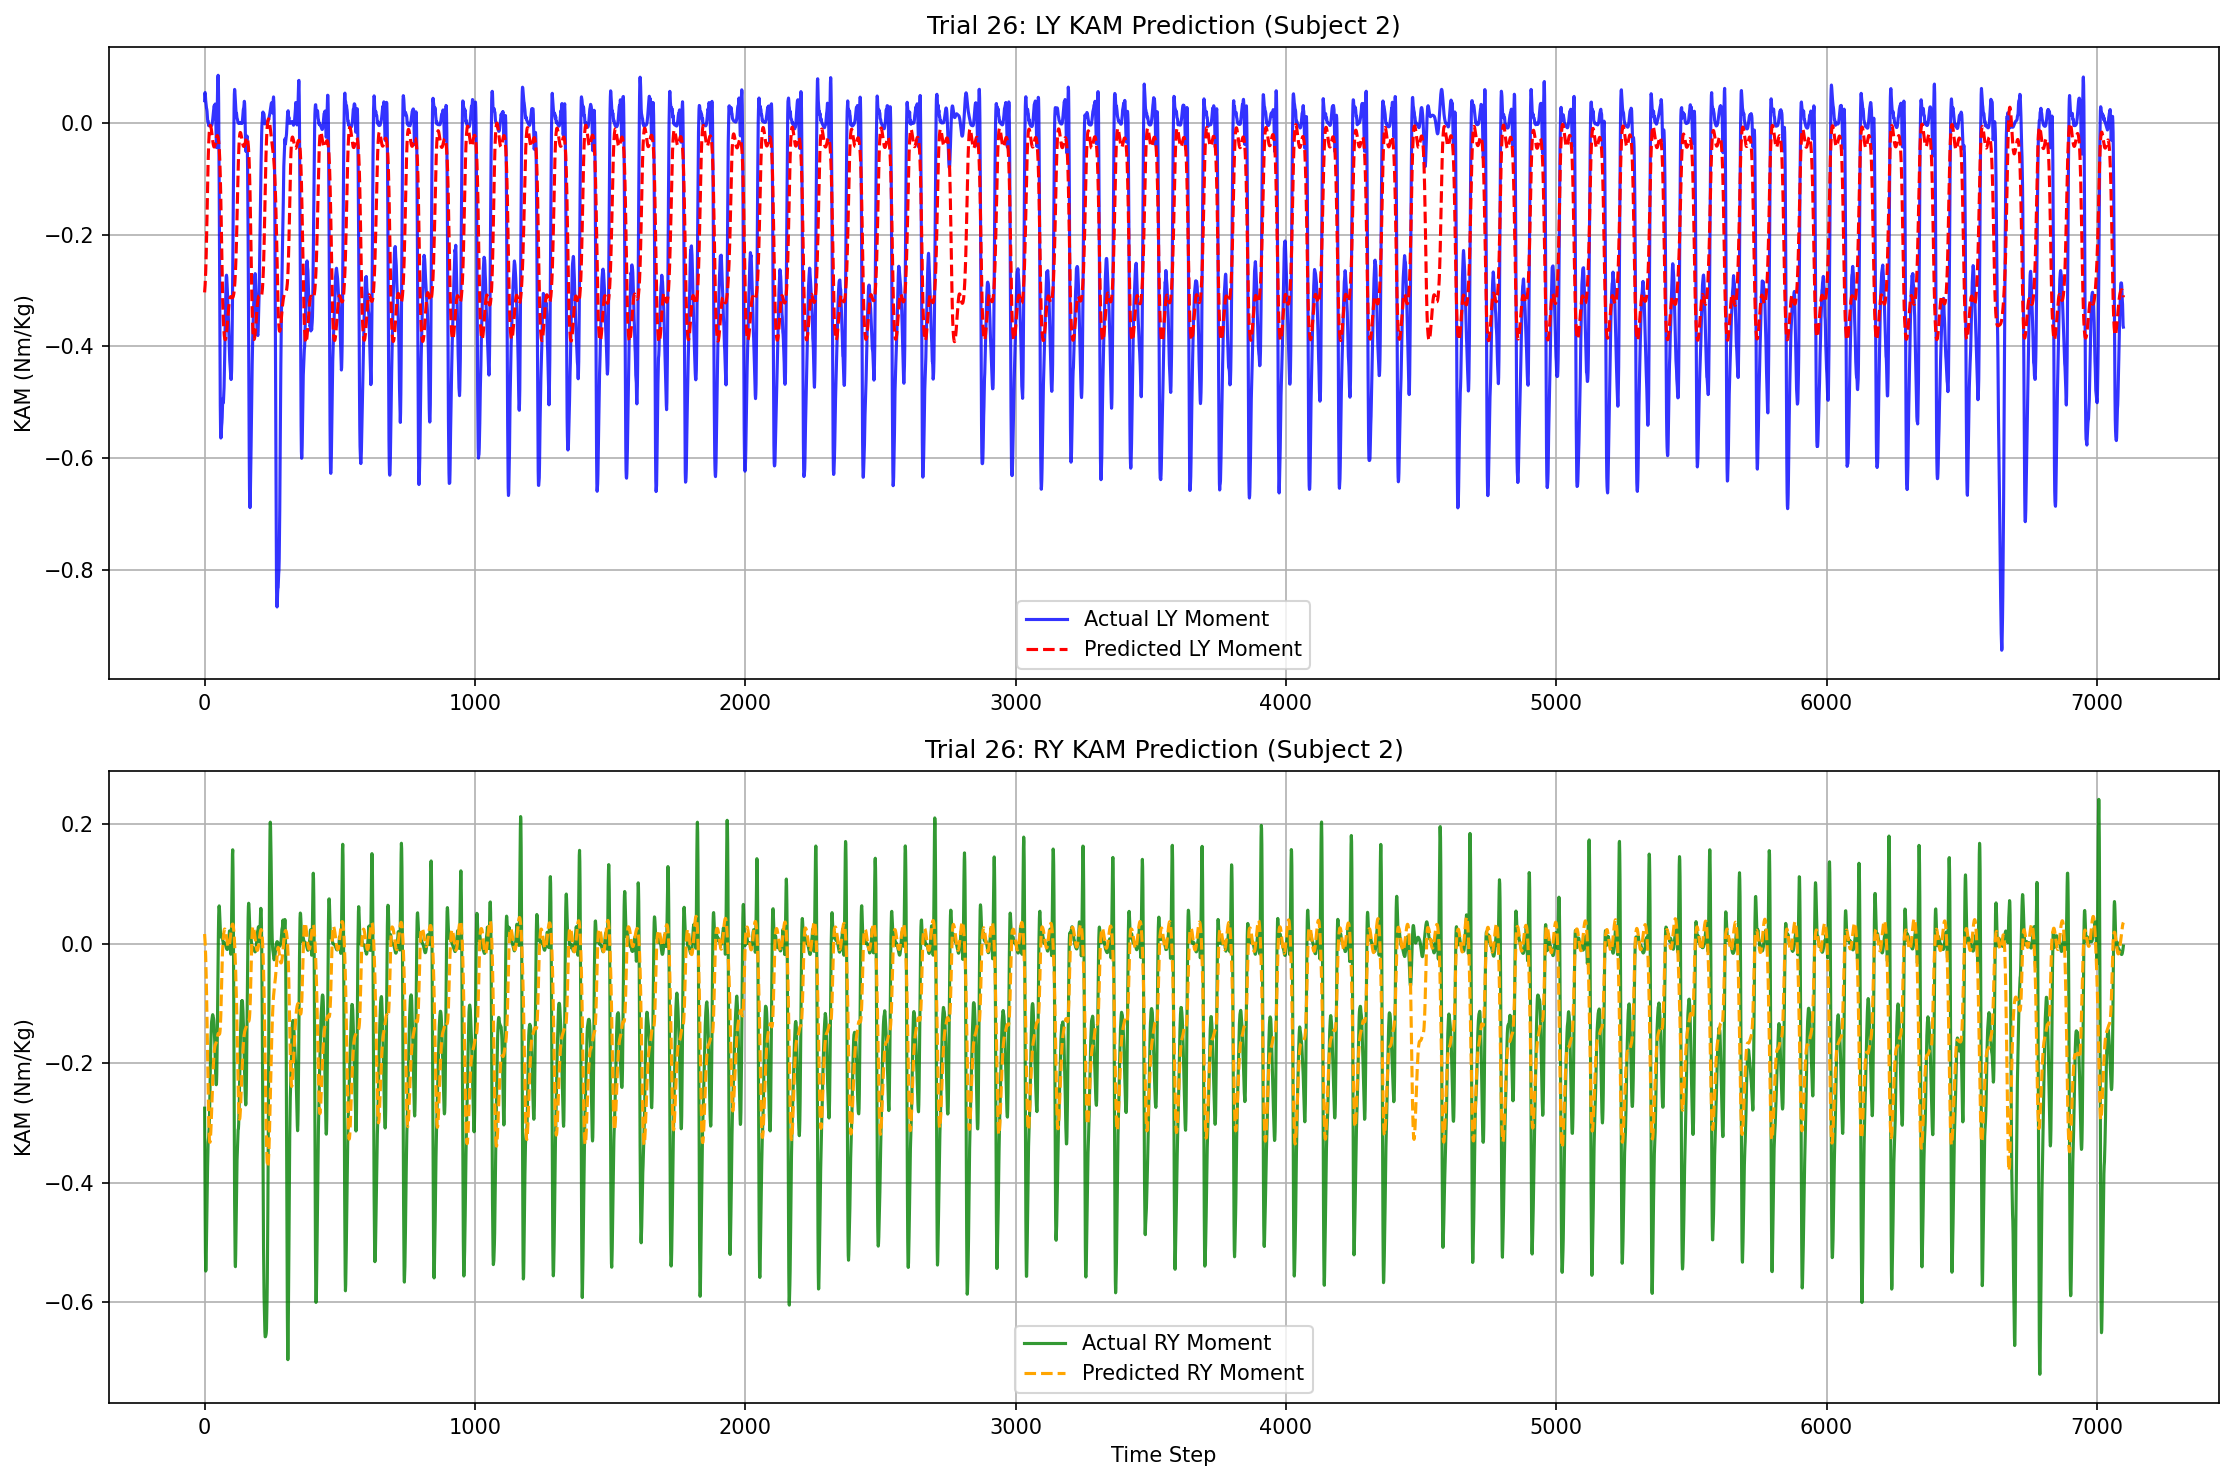 Trial 26: LY KAM Prediction (Subject 2)
KAM (Nm/Kg)
0.0
−0.2
−0.4
−0.6
−0.8
Actual LY Moment
Predicted LY Moment
0 1000 2000 3000 4000 5000 6000 7000
Trial 26: RY KAM Prediction (Subject 2)
KAM (Nm/Kg)
0.2
0.0
−0.2
−0.4
−0.6
Actual RY Moment
Predicted RY Moment
0 1000 2000 3000 4000 5000 6000 7000
Time Step